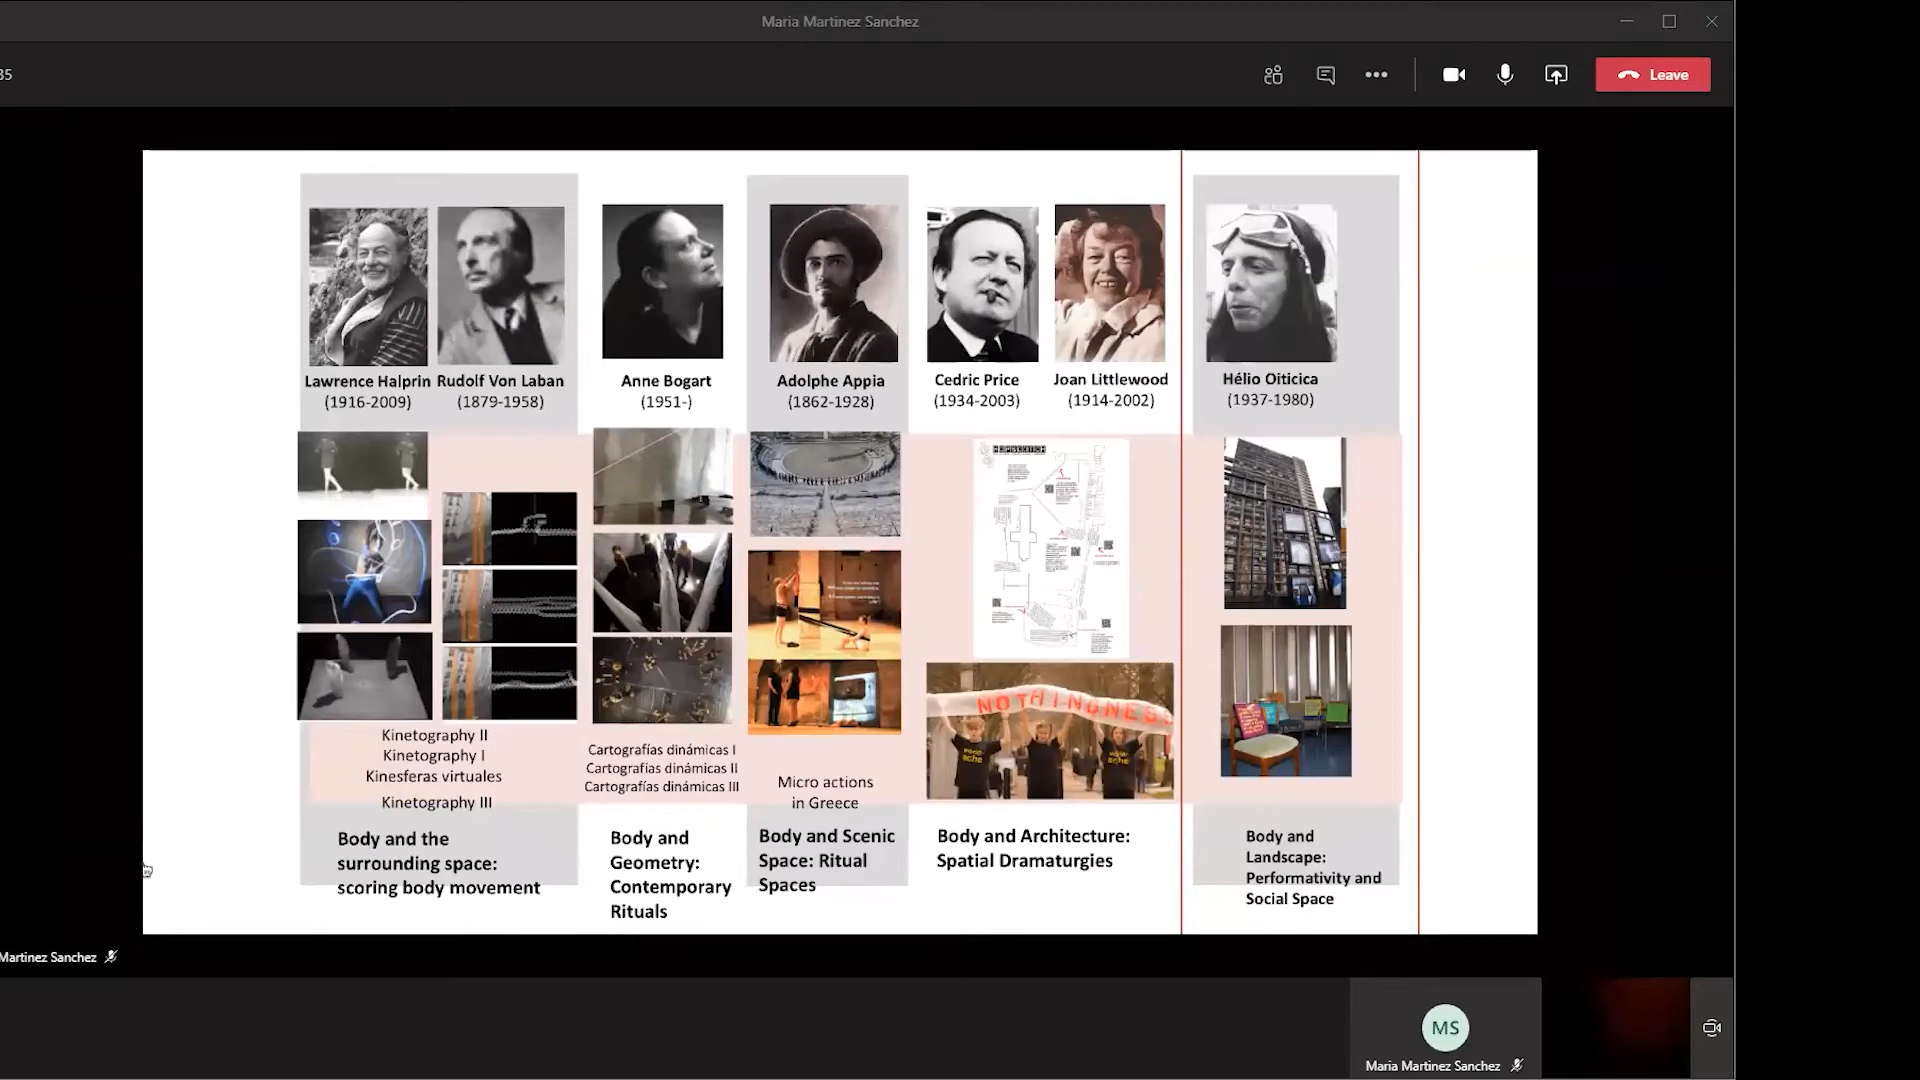 Maria Martinez Sanchez
35
Leave
Lawrence Halprin
(1916-2009)
Rudolf Von Laban
(1879-1958)
Anne Bogart
(1951-)
Adolphe Appia
(1862-1928)
Cedric Price
(1934-2003)
Joan Littlewood
(1914-2002)
Hélio Oiticica
(1937-1980)
NOTHINGNESS
Kinetography II
Kinetography I
Kinesferas virtuales
Kinetography III
Cartografías dinámicas I
Cartografías dinámicas II
Cartografías dinámicas III
Micro actions
in Greece
Body and the
surrounding space:
scoring body movement
Body and
Geometry:
Contemporary
Rituals
Body and Scenic
Space: Ritual
Spaces
Body and Architecture:
Spatial Dramaturgies
Body and
Landscape:
Performativity and
Social Space
Martinez Sanchez
MS
Maria Martinez Sanchez